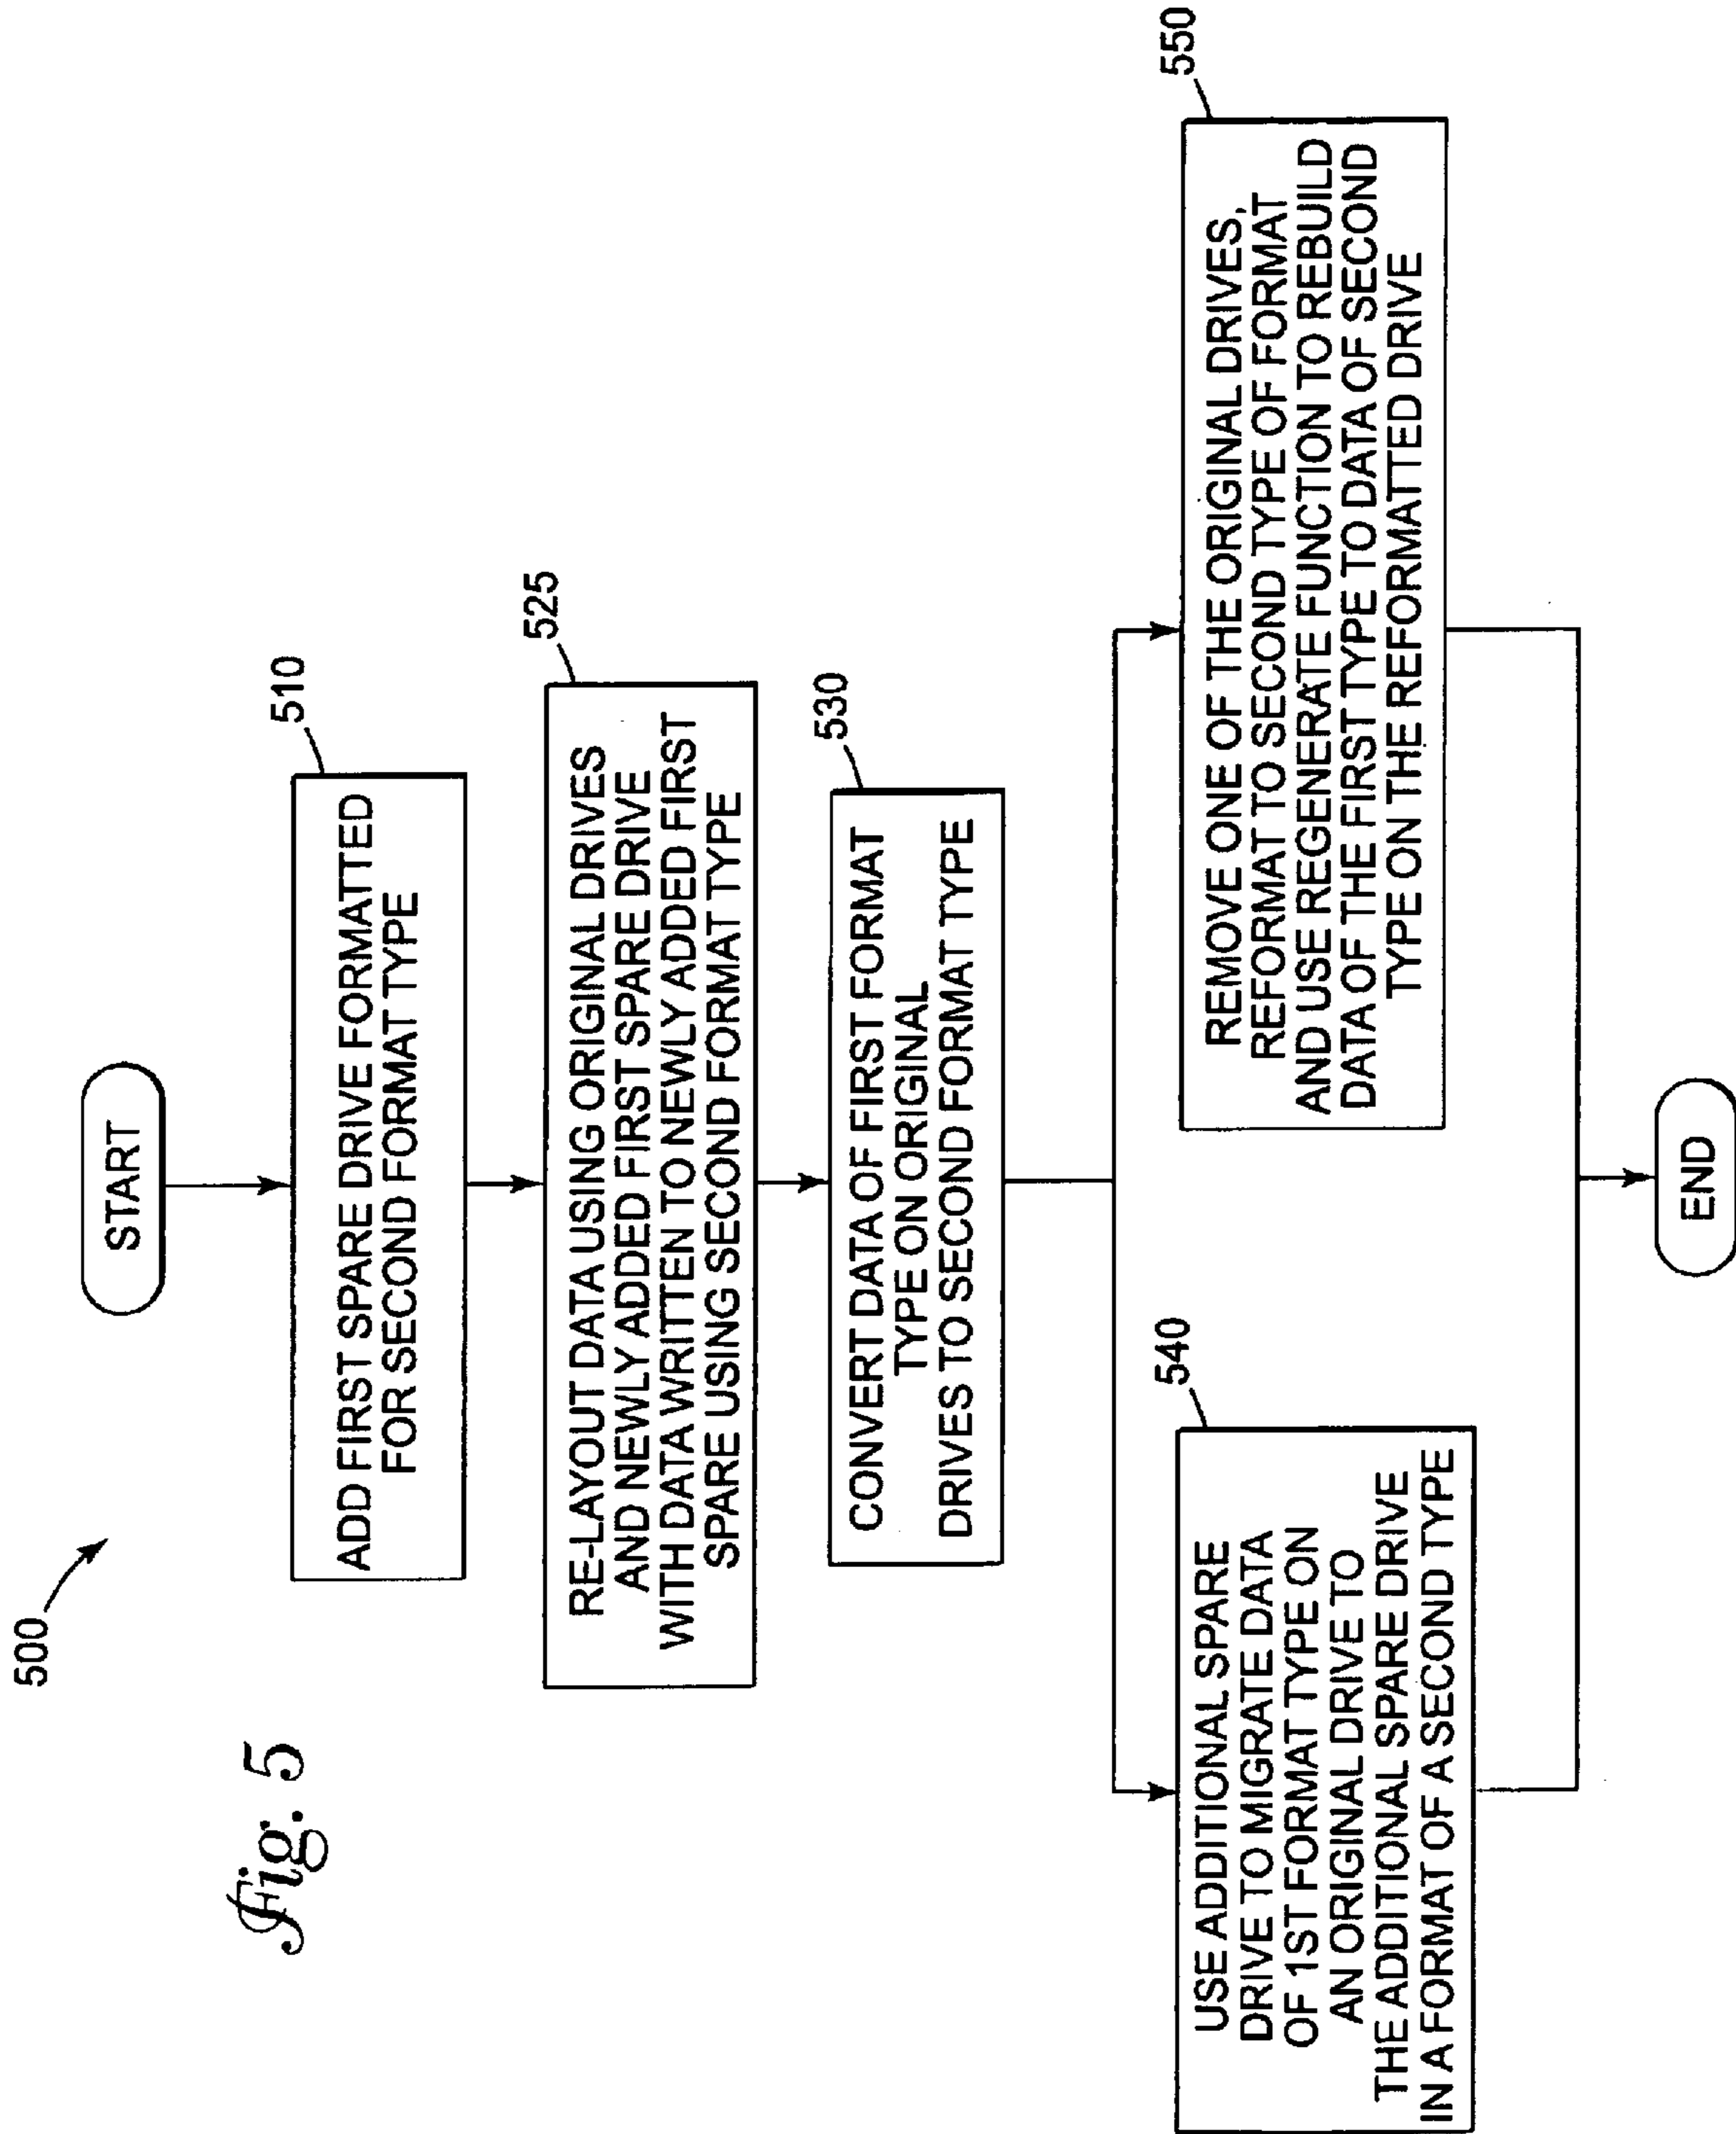 500
START
510
ADD FIRST SPARE DRIVE FORMATTED
FOR SECOND FORMAT TYPE
525
RE-LAYOUT DATA USING ORIGINAL DRIVES
AND NEWLY ADDED FIRST SPARE DRIVE
WITH DATA WRITTEN TO NEWLY ADDED FIRST
SPARE USING SECOND FORMAT TYPE
530
CONVERT DATA OF FIRST FORMAT
TYPE ON ORIGINAL
DRIVES TO SECOND FORMAT TYPE
540
USE ADDITIONAL SPARE
DRIVE TO MIGRATE DATA
OF 1ST FORMAT TYPE ON
AN ORIGINAL DRIVE TO
THE ADDITIONAL SPARE DRIVE
IN A FORMAT OF A SECOND TYPE
550
REMOVE ONE OF THE ORIGINAL DRIVES,
REFORMAT TO SECOND TYPE OF FORMAT
AND USE REGENERATE FUNCTION TO REBUILD
DATA OF THE FIRST TYPE TO DATA OF SECOND
TYPE ON THE REFORMATTED DRIVE
END
Fig. 5